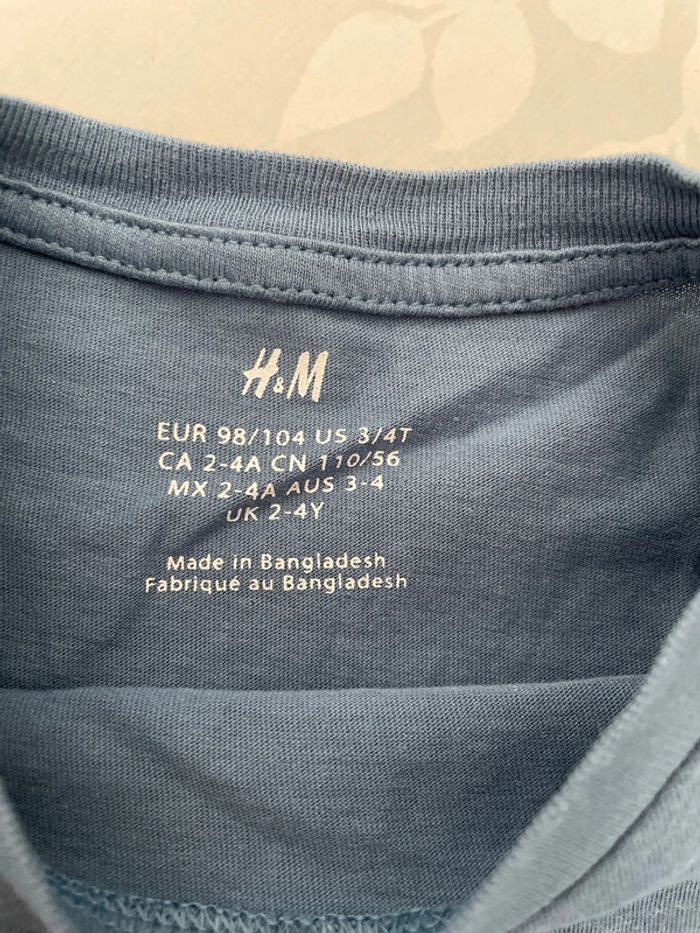 H&M
EUR 98/104 US 3/4T
CA 2-4A CN 110/56
MX 2-4A AUS 3-4
UK 2-4Y
Made in Bangladesh
Fabriqué au Bangladesh